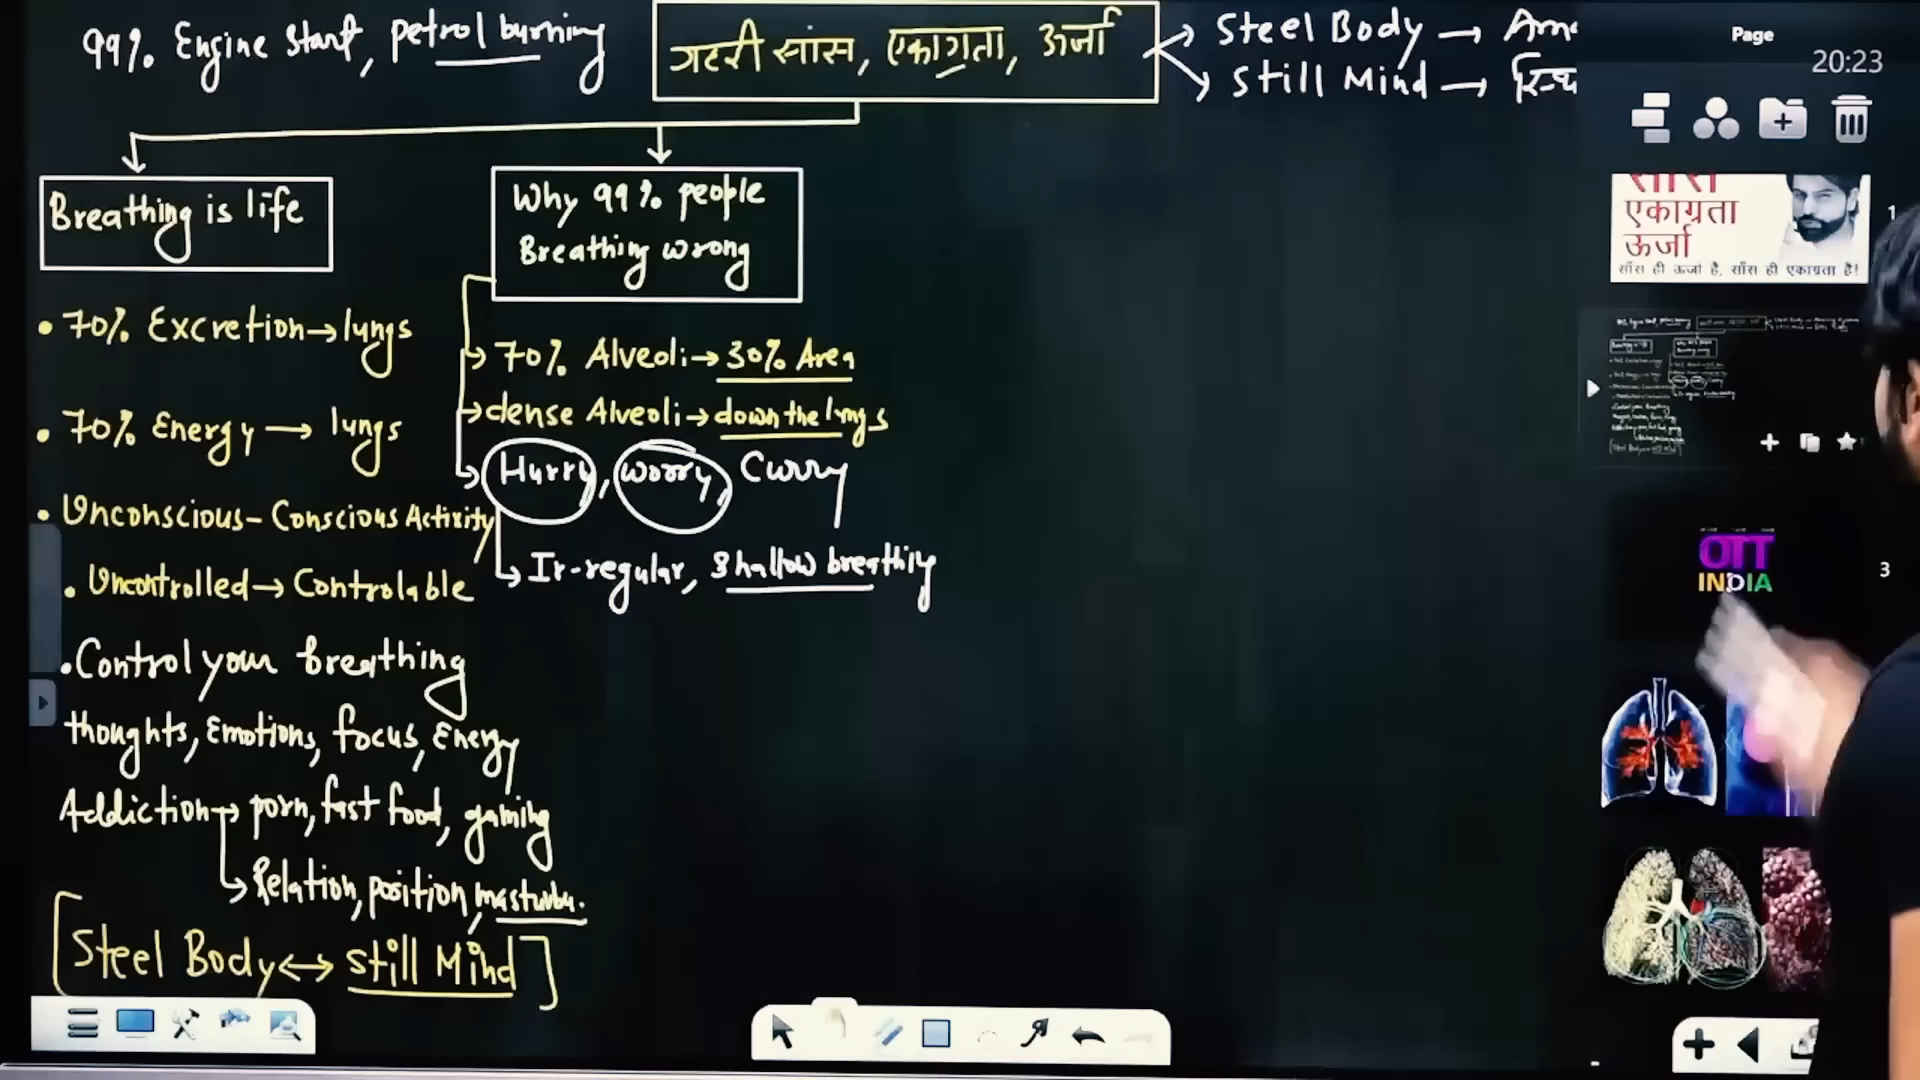 99% Engine start, petrol burning
गहरी सांस, एकाग्रता, ऊर्जा
Steel Body →
Still Mind →
Breathing is life
• 70% Excretion → lungs
• 70% Energy → lungs
• Unconscious - Conscious Activity
• Uncontrolled → Controlable
• Control your breathing
thoughts, Emotions, focus, Energy
Addiction → porn, fast food, gaming
Relation, position, masturba.
[Steel Body ↔ still Mind]
Why 99% people
Breathing wrong
70% Alveoli → 30% Area
dense Alveoli → down the lungs
Hurry, worry, Curry
Ir-regular, shallow breathing
Page
20:23
सांस
एकाग्रता
ऊर्जा
साँस ही ऊर्जा है, साँस ही एकाग्रता है!
1
OTT
INDIA
3